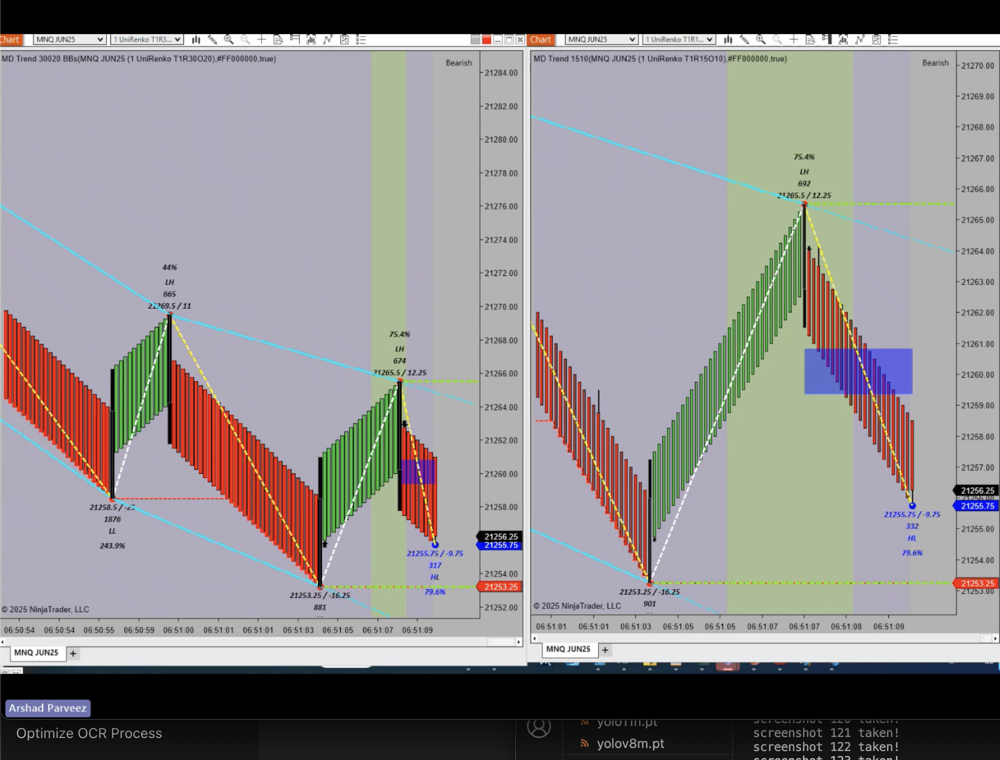 Chart
MNQ JUN25
1 UniRenko T1R3...
MD Trend 30020 BBs(MNQ JUN25 (1 UniRenko T1R30O20),#FF000000,true)
Bearish
21284.00
21282.00
21280.00
21278.00
21276.00
21274.00
21272.00
21270.00
21268.00
21266.00
21264.00
21262.00
21260.00
21258.00
21256.25
21255.75
21254.00
21253.25
21252.00
44%
LH
665
21269.5 / 11
75.4%
LH
674
21265.5 / 12.25
21258.5 / -2
1876
LL
243.9%
21253.25 / -16.25
881
21255.75 / -9.75
317
HL
79.6%
© 2025 NinjaTrader, LLC
06:50:54
06:50:54
06:50:55
06:50:59
06:51:00
06:51:01
06:51:01
06:51:03
06:51:05
06:51:07
06:51:09
MNQ JUN25
Chart
MNQ JUN25
1 UniRenko T1R1...
MD Trend 1510(MNQ JUN25 (1 UniRenko T1R15O10),#FF000000,true)
Bearish
21270.00
21269.00
21268.00
21267.00
21266.00
21265.00
21264.00
21263.00
21262.00
21261.00
21260.00
21259.00
21258.00
21257.00
21256.25
21255.75
21255.00
21254.00
21253.25
21253.00
75.4%
LH
692
21265.5 / 12.25
21253.25 / -16.25
901
21255.75 / -9.75
332
HL
79.6%
© 2025 NinjaTrader, LLC
06:51:01
06:51:01
06:51:03
06:51:05
06:51:07
06:51:07
06:51:08
06:51:09
MNQ JUN25
Arshad Parveez
Optimize OCR Process
yolo11n.pt
yolov8m.pt
screenshot 120 taken!
screenshot 121 taken!
screenshot 122 taken!
screenshot 123 taken!